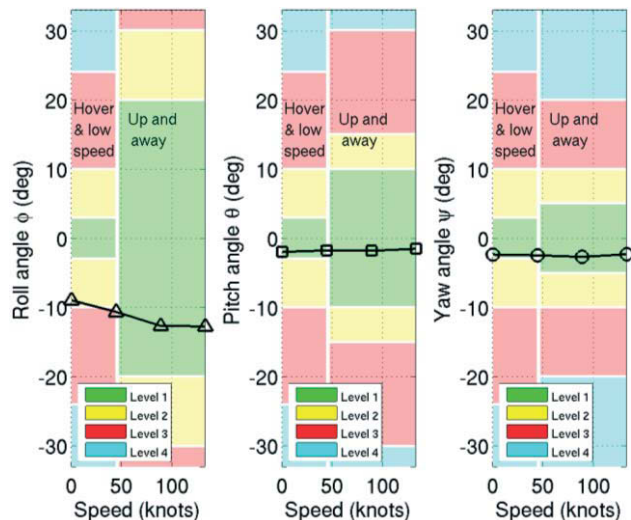 30
20
10
0
-10
-20
-30
Roll angle ϕ (deg)
Hover
& low
speed
Up and
away
Level 1
Level 2
Level 3
Level 4
0 50 100
Speed (knots)
30
20
10
0
-10
-20
-30
Pitch angle θ (deg)
Hover
& low
speed
Up and
away
Level 1
Level 2
Level 3
Level 4
0 50 100
Speed (knots)
30
20
10
0
-10
-20
-30
Yaw angle ψ (deg)
Hover
& low
speed
Up and
away
Level 1
Level 2
Level 3
Level 4
0 50 100
Speed (knots)